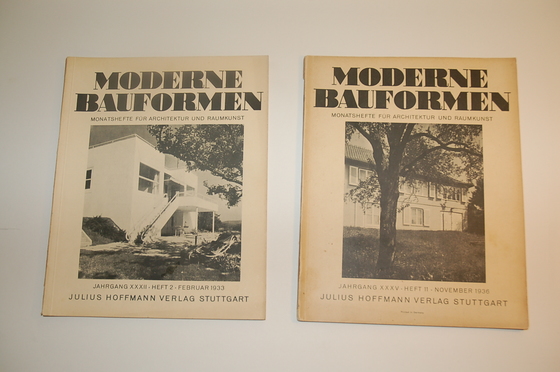 MODERNE
BAUFORMEN
MONATSHEFTE FÜR ARCHITEKTUR UND RAUMKUNST
JAHRGANG XXXII - HEFT 2 - FEBRUAR 1933
JULIUS HOFFMANN VERLAG STUTTGART
MODERNE
BAUFORMEN
MONATSHEFTE FÜR ARCHITEKTUR UND RAUMKUNST
JAHRGANG XXXV - HEFT 11 - NOVEMBER 1936
JULIUS HOFFMANN VERLAG STUTTGART